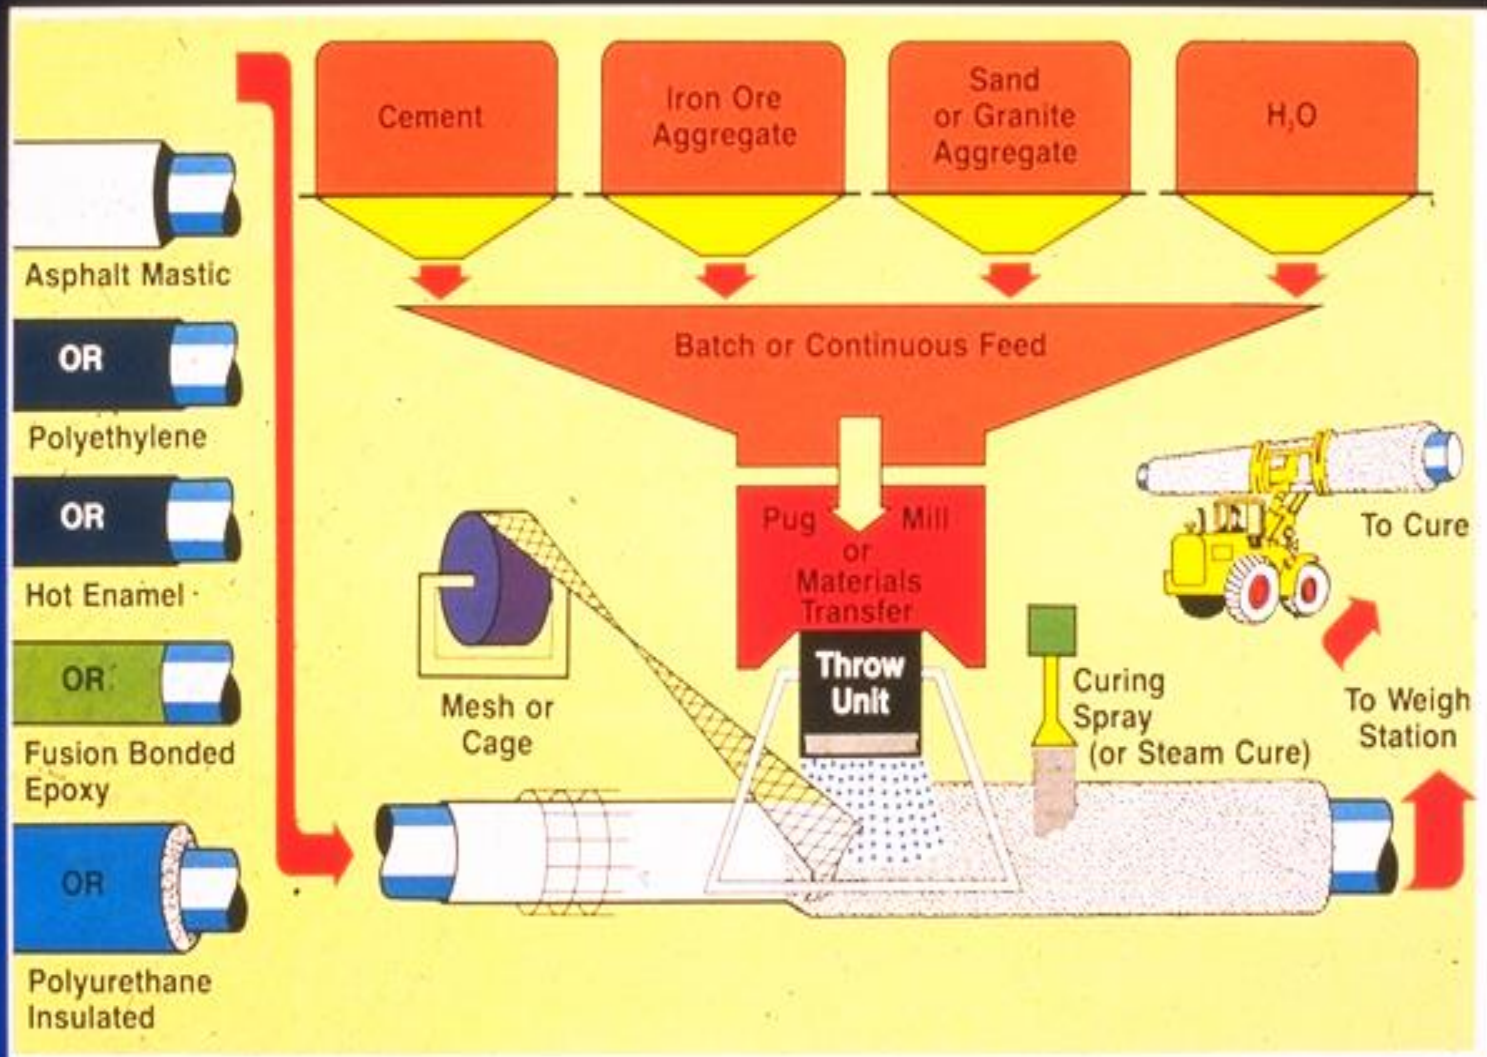 Cement
Iron Ore
Aggregate
Sand
or Granite
Aggregate
H₂O
Batch or Continuous Feed
Pug Mill
or
Materials
Transfer
Throw
Unit
Asphalt Mastic
OR
Polyethylene
OR
Hot Enamel
OR
Fusion Bonded
Epoxy
OR
Polyurethane
Insulated
Mesh or
Cage
Curing
Spray
(or Steam Cure)
To Weigh
Station
To Cure